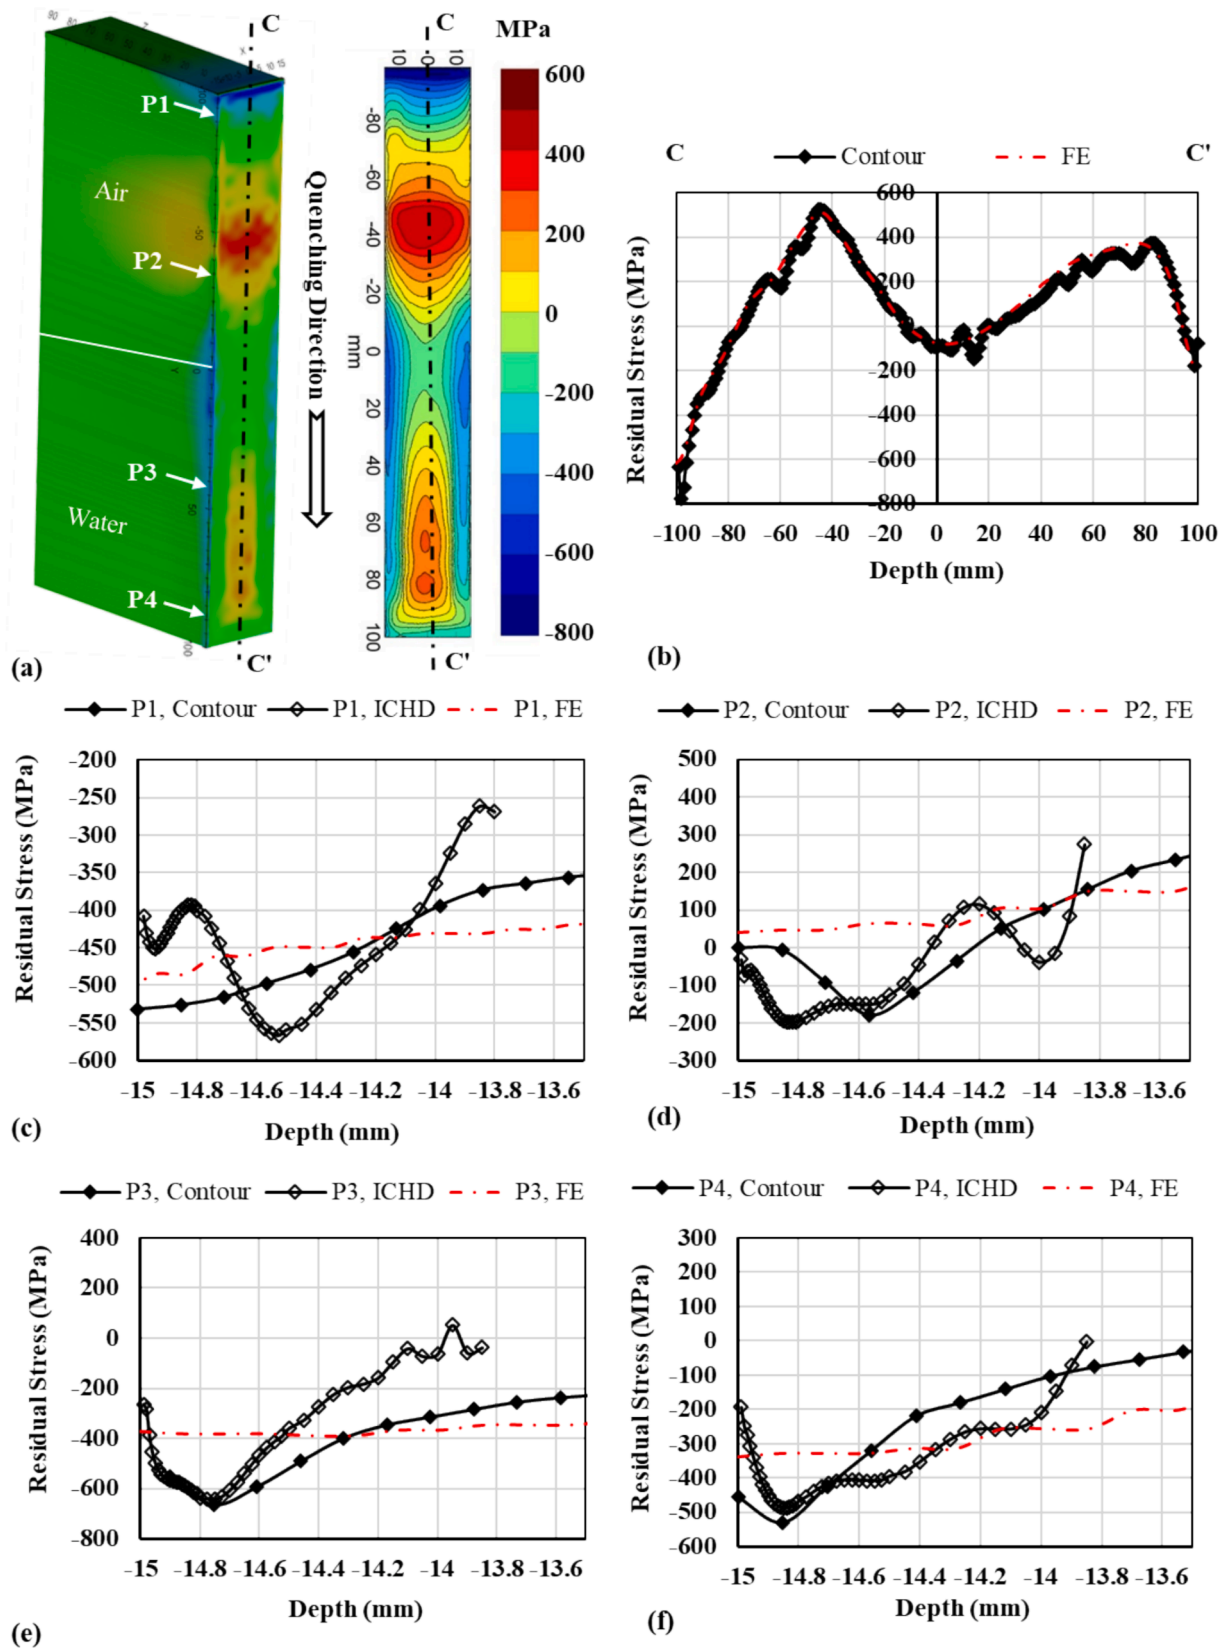 C
C
MPa
P1
Air
P2
P3
Water
P4
Quenching Direction
10
0
10
-80
-60
-40
-20
0
mm
20
40
60
80
100
600
400
200
0
-200
-400
-600
-800
C'
C'
(a)
C
Contour
FE
C'
Residual Stress (MPa)
600
400
200
0
-200
-400
-600
-800
-100 -80 -60 -40 -20 0 20 40 60 80 100
Depth (mm)
(b)
P1, Contour P1, ICHD P1, FE
Residual Stress (MPa)
-200
-250
-300
-350
-400
-450
-500
-550
-600
-15 -14.8 -14.6 -14.4 -14.2 -14 -13.8 -13.6
Depth (mm)
(c)
P2, Contour P2, ICHD P2, FE
Residual Stress (MPa)
500
400
300
200
100
0
-100
-200
-300
-15 -14.8 -14.6 -14.4 -14.2 -14 -13.8 -13.6
Depth (mm)
(d)
P3, Contour P3, ICHD P3, FE
Residual Stress (MPa)
400
200
0
-200
-400
-600
-800
-15 -14.8 -14.6 -14.4 -14.2 -14 -13.8 -13.6
Depth (mm)
(e)
P4, Contour P4, ICHD P4, FE
Residual Stress (MPa)
300
200
100
0
-100
-200
-300
-400
-500
-600
-15 -14.8 -14.6 -14.4 -14.2 -14 -13.8 -13.6
Depth (mm)
(f)